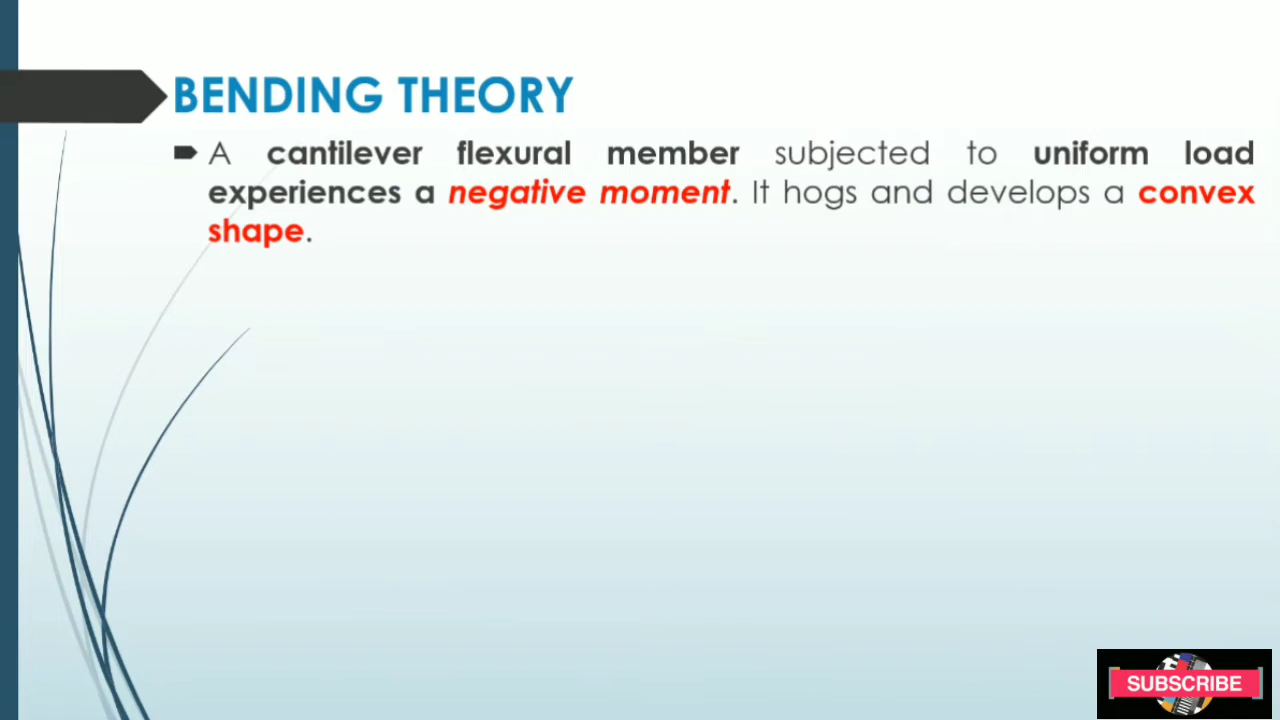 BENDING THEORY
A cantilever flexural member subjected to uniform load
experiences a negative moment. It hogs and develops a convex
shape.
SUBSCRIBE